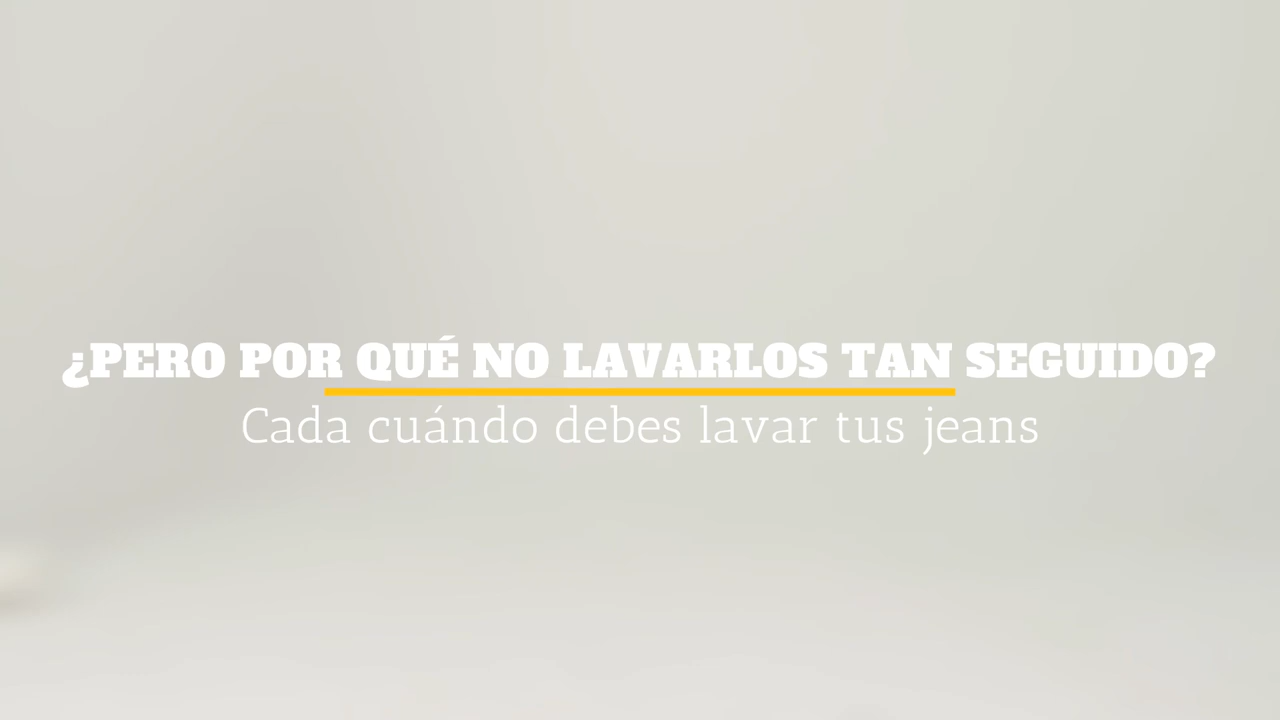 ¿PERO POR QUÉ NO LAVARLOS TAN SEGUIDO?
Cada cuándo debes lavar tus jeans